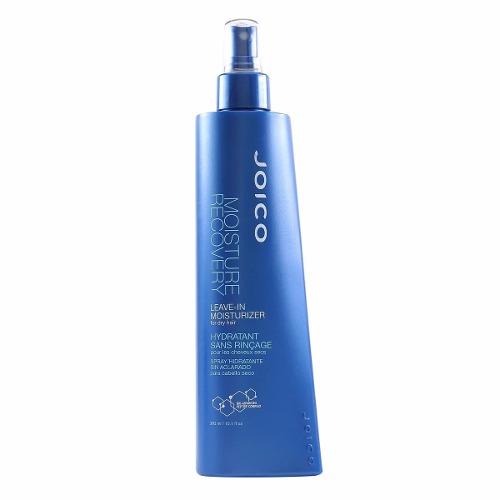 JOICO
MOISTURE
RECOVERY
LEAVE-IN
MOISTURIZER
for dry hair
HYDRATANT
SANS RINÇAGE
pour les cheveux secs
SPRAY HIDRATANTE
SIN ACLARADO
para cabello seco
JOICO